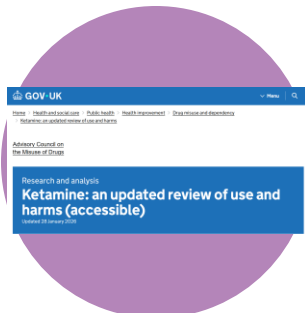 GOV·UK
Menu
Home > Health and social care > Public health > Health improvement > Drug misuse and dependency
> Ketamine: an updated review of use and harms
Advisory Council on
the Misuse of Drugs
Research and analysis
Ketamine: an updated review of use and
harms (accessible)
Updated 28 January 2026